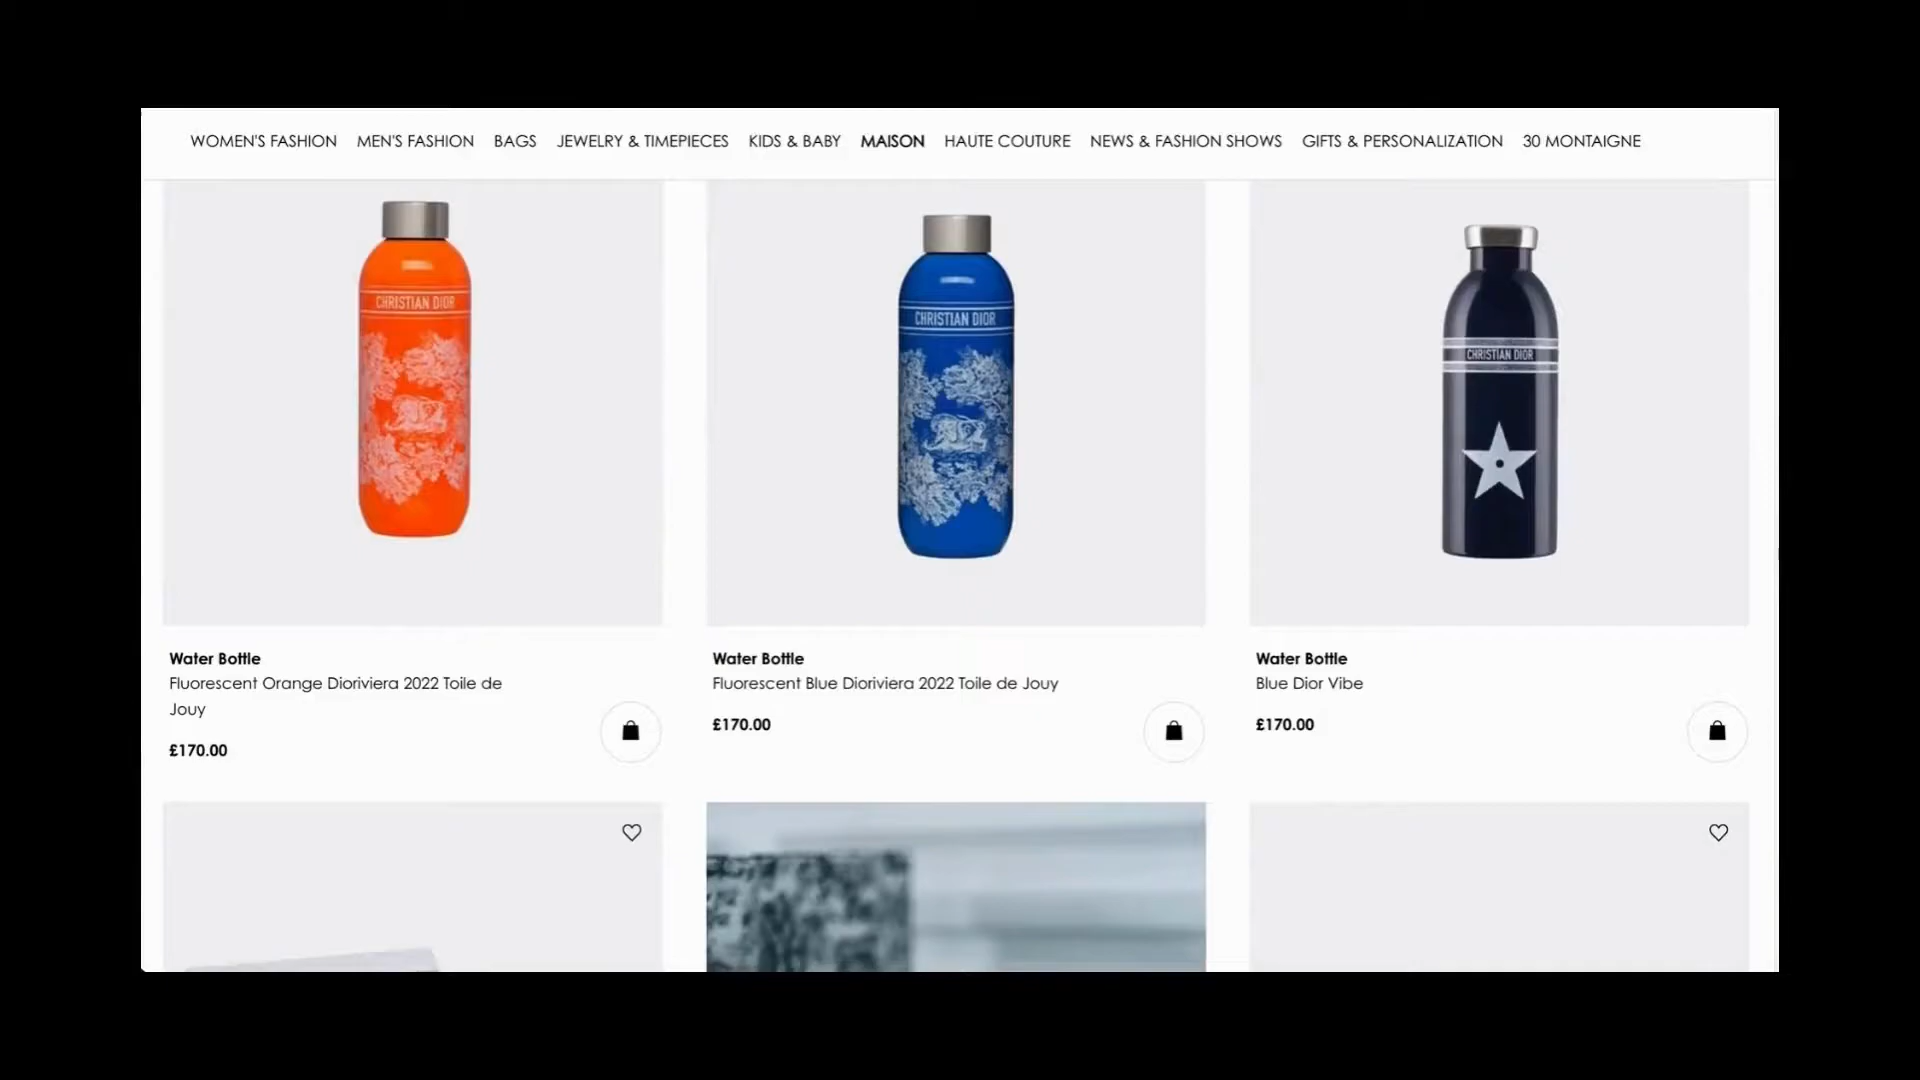 WOMEN'S FASHION MEN'S FASHION BAGS JEWELRY & TIMEPIECES KIDS & BABY MAISON HAUTE COUTURE NEWS & FASHION SHOWS GIFTS & PERSONALIZATION 30 MONTAIGNE
CHRISTIAN DIOR
CHRISTIAN DIOR
CHRISTIAN DIOR
Water Bottle
Fluorescent Orange Dioriviera 2022 Toile de
Jouy
£170.00
Water Bottle
Fluorescent Blue Dioriviera 2022 Toile de Jouy
£170.00
Water Bottle
Blue Dior Vibe
£170.00